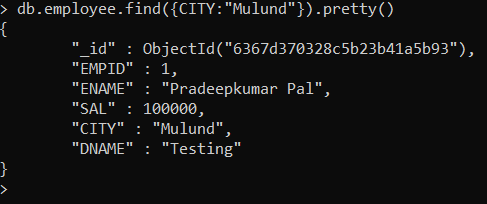 > db.employee.find({CITY:"Mulund"}).pretty()
{
"_id" : ObjectId("6367d370328c5b23b41a5b93"),
"EMPID" : 1,
"ENAME" : "Pradeepkumar Pal",
"SAL" : 100000,
"CITY" : "Mulund",
"DNAME" : "Testing"
}
>